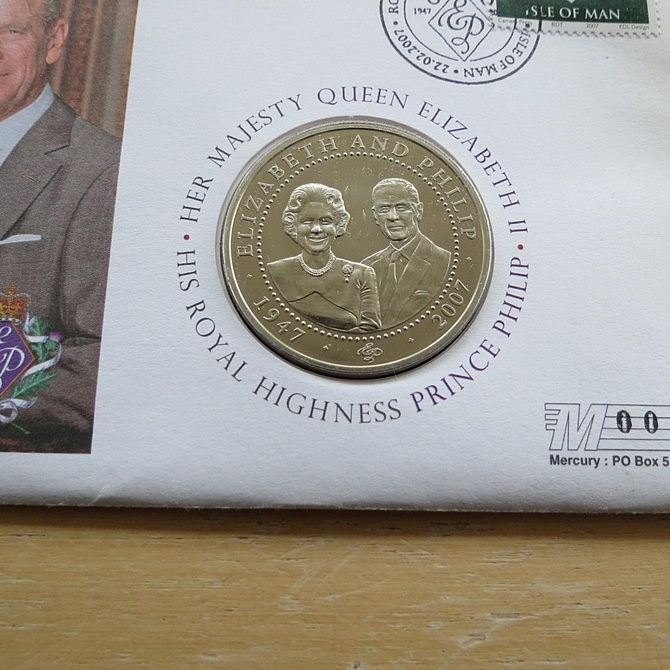 1947
22.02.2007 • ISLE OF MAN
ISLE OF MAN
2007
• HER MAJESTY QUEEN ELIZABETH II •
HIS ROYAL HIGHNESS PRINCE PHILIP
ELIZABETH AND PHILIP
1947
2007
M 00
Mercury : PO Box 5